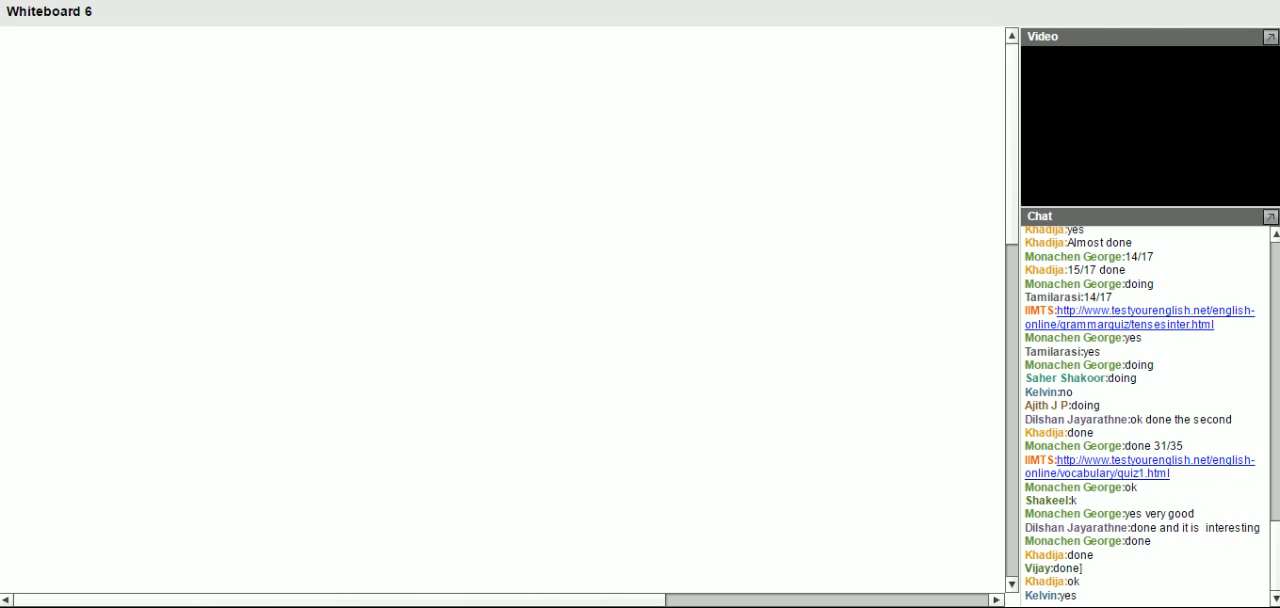 Whiteboard 6
Video
Chat
Khadija:yes
Khadija:Almost done
Monachen George:14/17
Khadija:15/17 done
Monachen George:doing
Tamilarasi:14/17
IIMTS:http://www.testyourenglish.net/english-
online/grammarquiz/tensesinter.html
Monachen George:yes
Tamilarasi:yes
Monachen George:doing
Saher Shakoor:doing
Kelvin:no
Ajith J P:doing
Dilshan Jayarathne:ok done the second
Khadija:done
Monachen George:done 31/35
IIMTS:http://www.testyourenglish.net/english-
online/vocabulary/quiz1.html
Monachen George:ok
Shakeel:k
Monachen George:yes very good
Dilshan Jayarathne:done and it is interesting
Monachen George:done
Khadija:done
Vijay:done]
Khadija:ok
Kelvin:yes